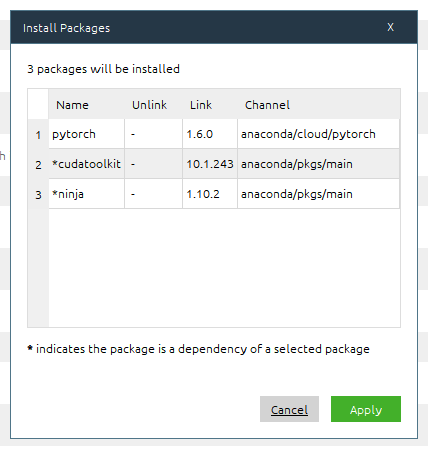 Install Packages X
3 packages will be installed
Name Unlink Link Channel
1 pytorch - 1.6.0 anaconda/cloud/pytorch
2 *cudatoolkit - 10.1.243 anaconda/pkgs/main
3 *ninja - 1.10.2 anaconda/pkgs/main
h
* indicates the package is a dependency of a selected package
Cancel Apply